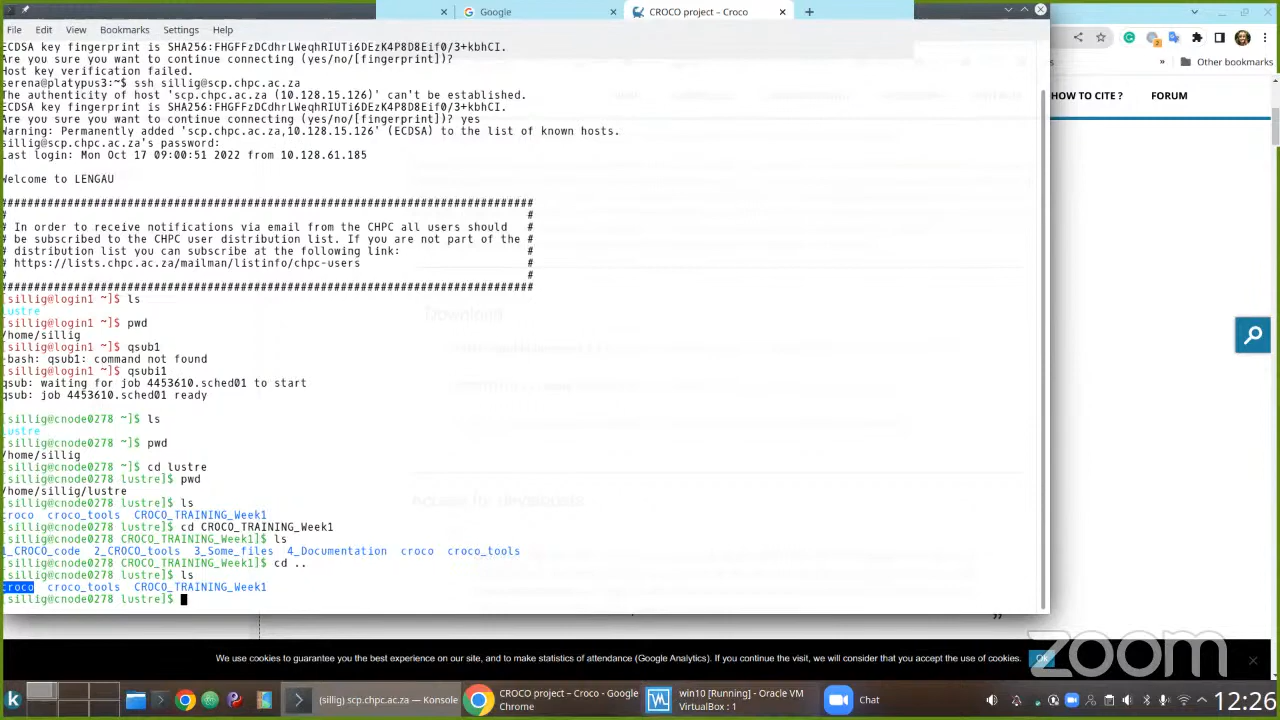 Google
CROCO project – Croco
File Edit View Bookmarks Settings Help
Other bookmarks
ECDSA key fingerprint is SHA256:FHGFFzDCdhrLWeqhRIUTi6DEzK4P8D8Eif0/3+kbhCI.
Are you sure you want to continue connecting (yes/no/[fingerprint])?
Host key verification failed.
serena@platypus3:~$ ssh sillig@scp.chpc.ac.za
The authenticity of host 'scp.chpc.ac.za (10.128.15.126)' can't be established.
ECDSA key fingerprint is SHA256:FHGFFzDCdhrLWeqhRIUTi6DEzK4P8D8Eif0/3+kbhCI.
Are you sure you want to continue connecting (yes/no/[fingerprint])? yes
Warning: Permanently added 'scp.chpc.ac.za,10.128.15.126' (ECDSA) to the list of known hosts.
sillig@scp.chpc.ac.za's password:
Last login: Mon Oct 17 09:00:51 2022 from 10.128.61.185
HOW TO CITE ? FORUM
Welcome to LENGAU
################################################################################
# #
# In order to receive notifications via email from the CHPC all users should #
# be subscribed to the CHPC user distribution list. If you are not part of the #
# distribution list you can subscribe at the following link: #
# https://lists.chpc.ac.za/mailman/listinfo/chpc-users
# #
################################################################################
[sillig@login1 ~]$ ls
lustre
[sillig@login1 ~]$ pwd
/home/sillig
[sillig@login1 ~]$ qsub1
-bash: qsub1: command not found
[sillig@login1 ~]$ qsubi1
qsub: waiting for job 4453610.sched01 to start
qsub: job 4453610.sched01 ready
[sillig@cnode0278 ~]$ ls
lustre
[sillig@cnode0278 ~]$ pwd
/home/sillig
[sillig@cnode0278 ~]$ cd lustre
[sillig@cnode0278 lustre]$ pwd
/home/sillig/lustre
[sillig@cnode0278 lustre]$ ls
croco croco_tools CROCO_TRAINING_Week1
[sillig@cnode0278 lustre]$ cd CROCO_TRAINING_Week1
[sillig@cnode0278 CROCO_TRAINING_Week1]$ ls
1_CROCO_code 2_CROCO_tools 3_Some_files 4_Documentation croco croco_tools
[sillig@cnode0278 CROCO_TRAINING_Week1]$ cd ..
[sillig@cnode0278 lustre]$ ls
croco croco_tools CROCO_TRAINING_Week1
[sillig@cnode0278 lustre]$
Download
Access for developers
We use cookies to guarantee you the best experience on our site, and to make statistics of attendance (Google Analytics). If you continue the visit, we will consider that you accept the use of cookies. Ok
zoom
(sillig) scp.chpc.ac.za — Konsole
CROCO project – Croco - Google Chrome
win10 [Running] - Oracle VM VirtualBox : 1
Chat
12:26